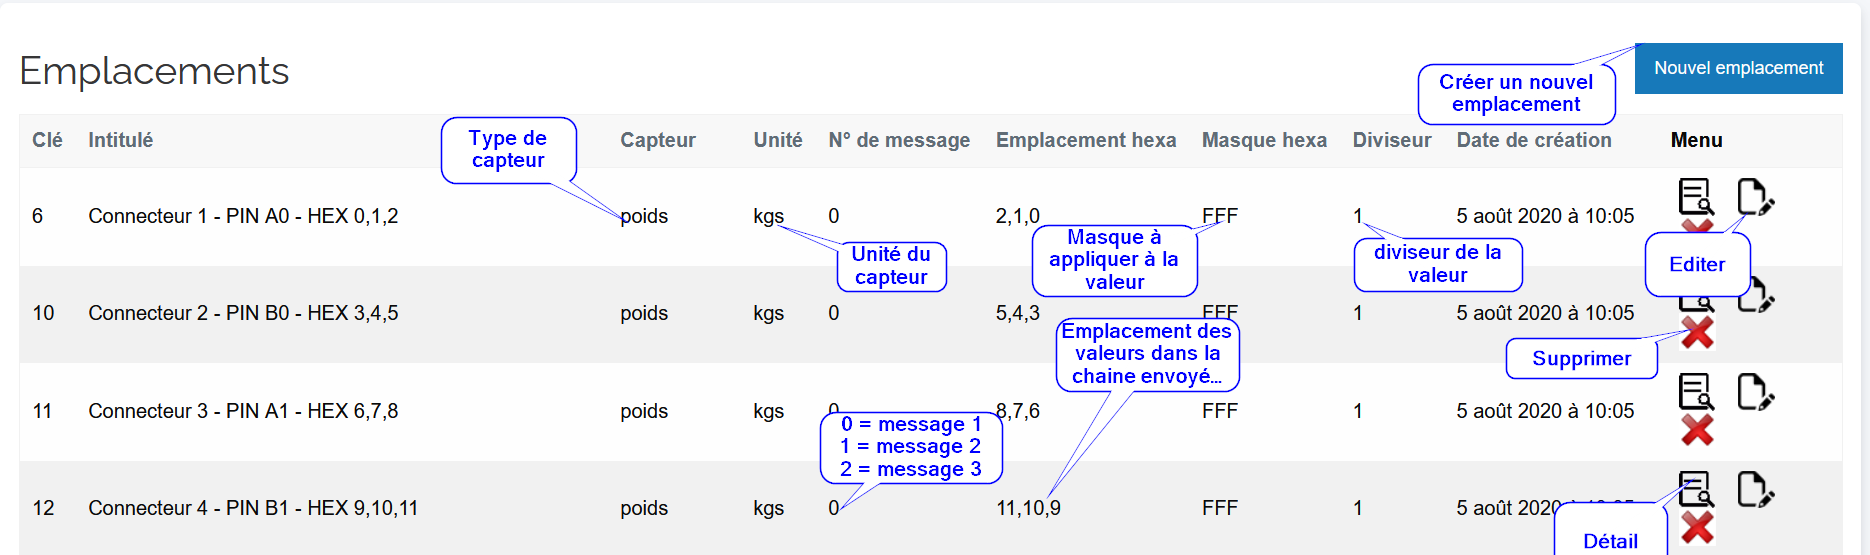 Emplacements
Nouvel emplacement
Créer un nouvel
emplacement
Clé Intitulé Capteur Unité N° de message Emplacement hexa Masque hexa Diviseur Date de création Menu
Type de
capteur
6 Connecteur 1 - PIN A0 - HEX 0,1,2 poids kgs 0 2,1,0 FFF 1 5 août 2020 à 10:05
Unité du
capteur
Masque à
appliquer à la
valeur
diviseur de la
valeur
Editer
10 Connecteur 2 - PIN B0 - HEX 3,4,5 poids kgs 0 5,4,3 FFF 1 5 août 2020 à 10:05
Emplacement des
valeurs dans la
chaine envoyé...
Supprimer
11 Connecteur 3 - PIN A1 - HEX 6,7,8 poids kgs 0 8,7,6 FFF 1 5 août 2020 à 10:05
0 = message 1
1 = message 2
2 = message 3
12 Connecteur 4 - PIN B1 - HEX 9,10,11 poids kgs 0 11,10,9 FFF 1 5 août 2020
Détail